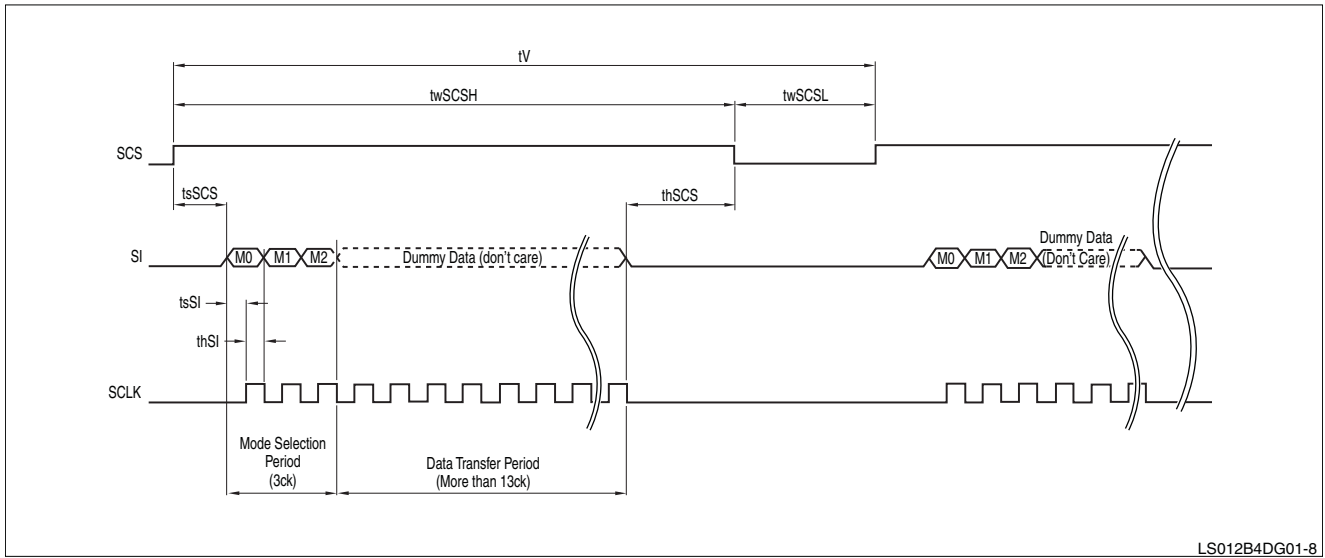 tV
twSCSH
twSCSL
SCS
tsSCS
thSCS
SI
M0
M1
M2
Dummy Data (don't care)
Dummy Data
M0
M1
M2
(Don't Care)
tsSI
thSI
SCLK
Mode Selection
Period
(3ck)
Data Transfer Period
(More than 13ck)
LS012B4DG01-8